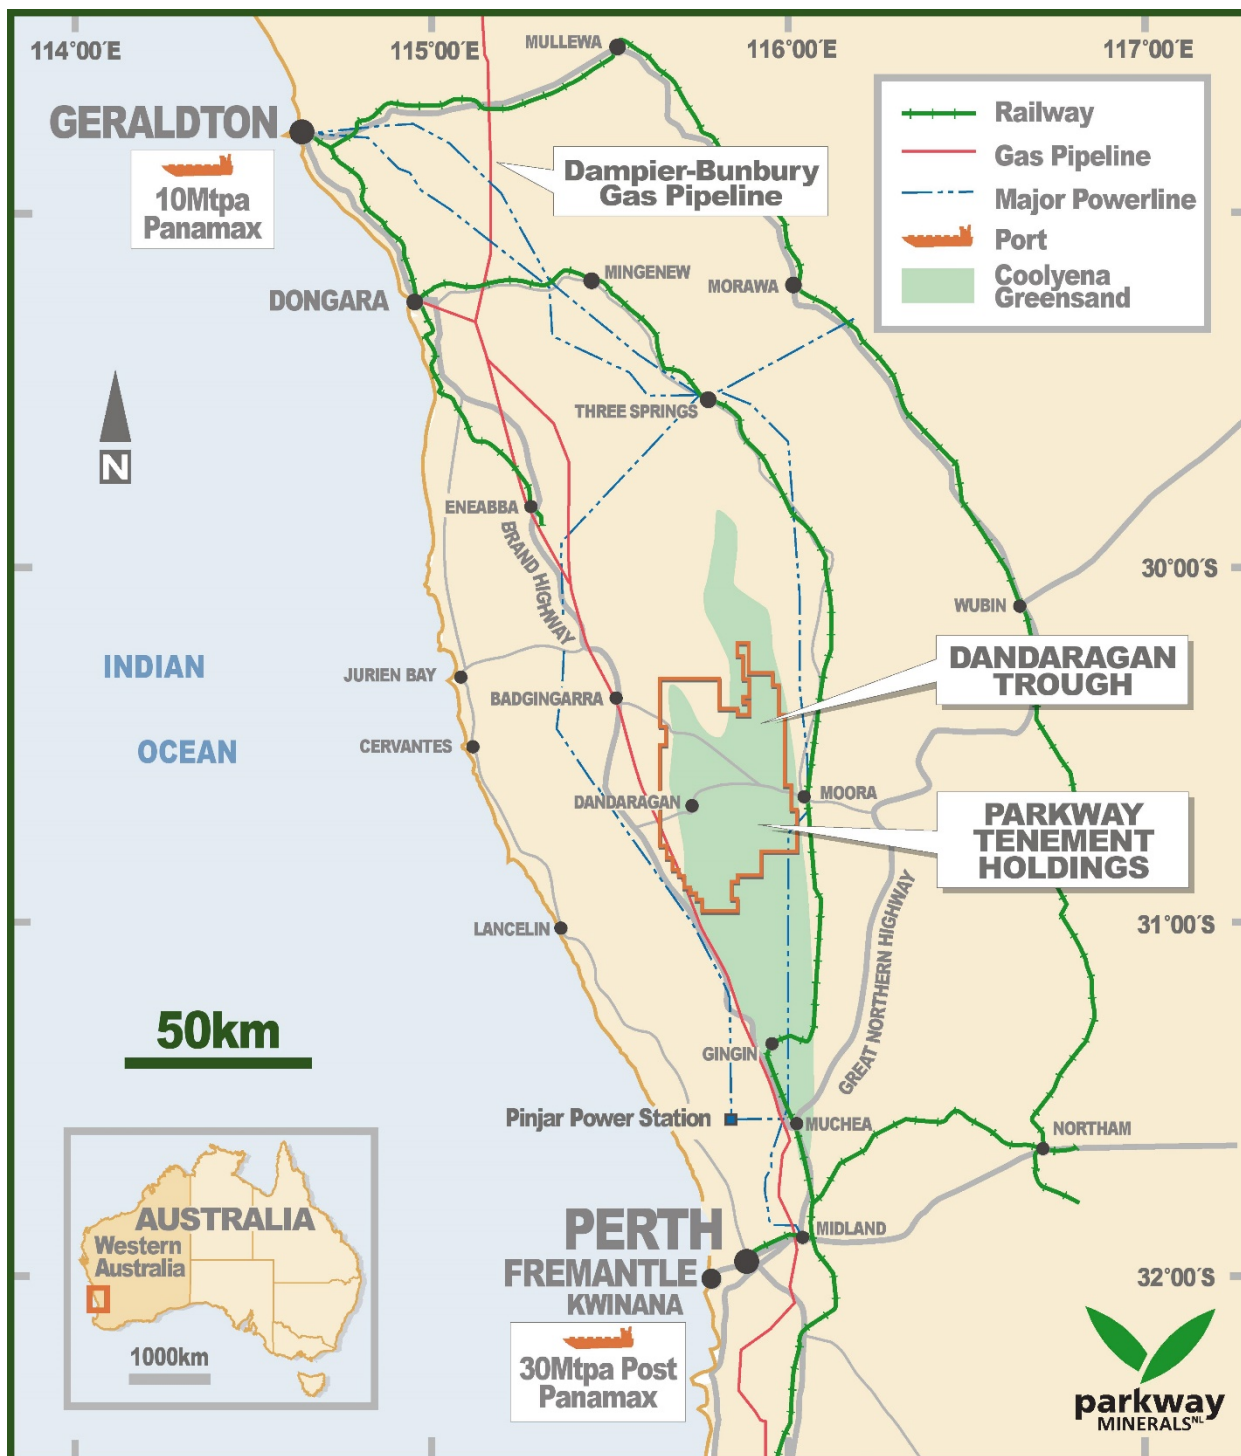 114°00´E
115°00´E
116°00´E
117°00´E
MULLEWA
GERALDTON
10Mtpa
Panamax
Dampier-Bunbury
Gas Pipeline
Railway
Gas Pipeline
Major Powerline
Port
Coolyena
Greensand
MINGENEW
MORAWA
DONGARA
N
THREE SPRINGS
ENEABBA
BRAND HIGHWAY
30°00´S
WUBIN
INDIAN
OCEAN
JURIEN BAY
BADGINGARRA
CERVANTES
DANDARAGAN
TROUGH
DANDARAGAN
MOORA
PARKWAY
TENEMENT
HOLDINGS
LANCELIN
31°00´S
GREAT NORTHERN HIGHWAY
50km
GINGIN
Pinjar Power Station
MUCHEA
NORTHAM
MIDLAND
PERTH
FREMANTLE
KWINANA
32°00´S
30Mtpa Post
Panamax
AUSTRALIA
Western
Australia
1000km
parkway
MINERALS NL